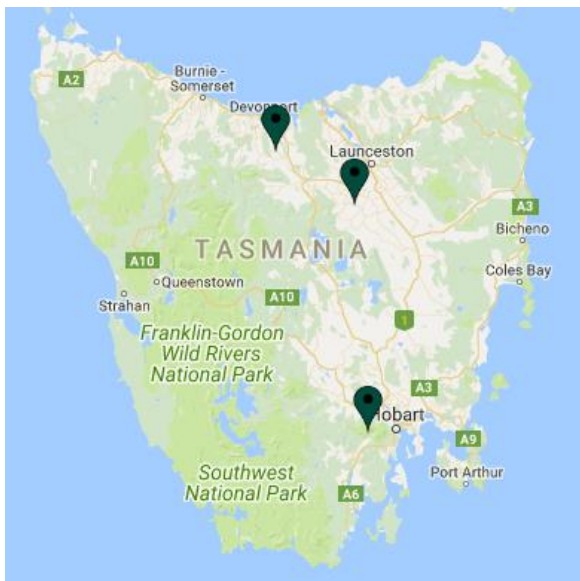 A2
Burnie -
Somerset
Devonport
Launceston
A3
Bicheno
TASMANIA
A10
Queenstown
Coles Bay
Strahan
A10
1
Franklin-Gordon
Wild Rivers
National Park
A3
Hobart
A9
Southwest
National Park
Port Arthur
A6